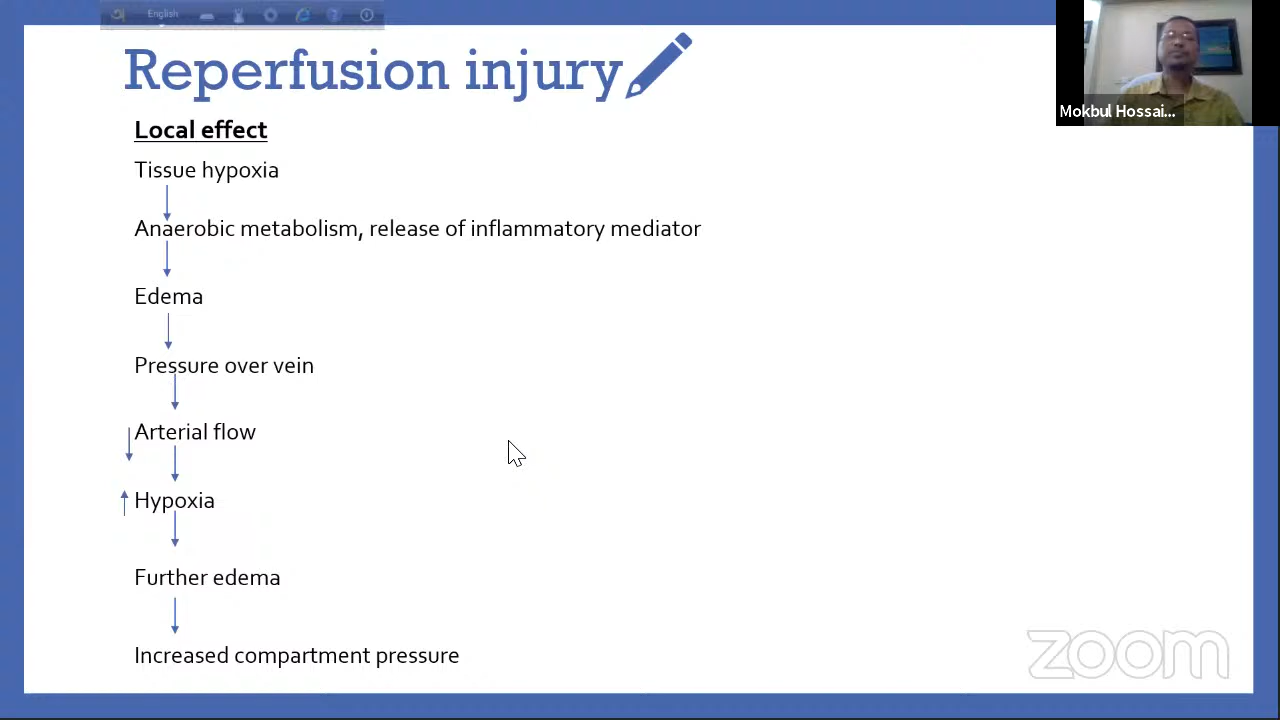 অ English
Reperfusion injury
Mokbul Hossai...
Local effect
Tissue hypoxia
Anaerobic metabolism, release of inflammatory mediator
Edema
Pressure over vein
Arterial flow
Hypoxia
Further edema
Increased compartment pressure
zoom